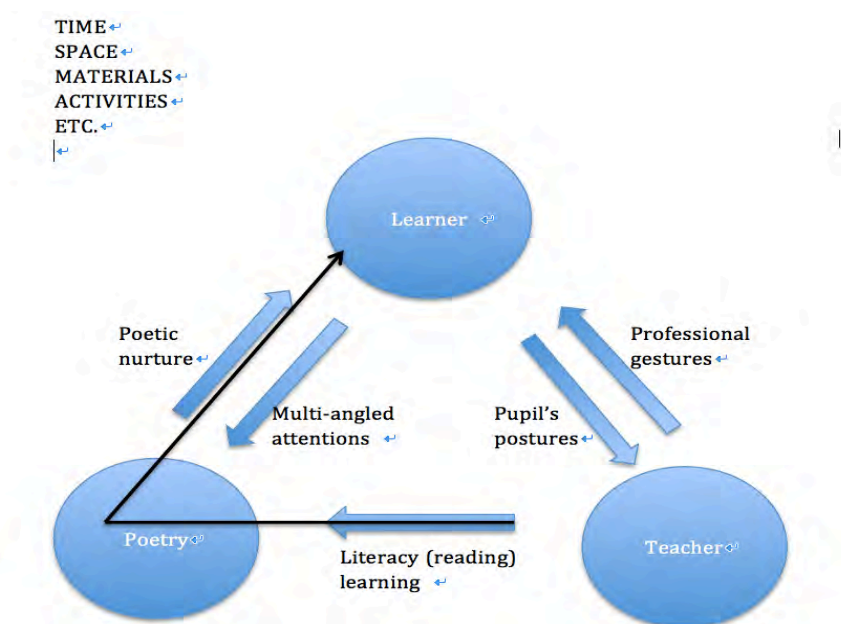 TIME
SPACE
MATERIALS
ACTIVITIES
ETC.
Learner
Poetic
nurture
Professional
gestures
Multi-angled
attentions
Pupil's
postures
Poetry
Teacher
Literacy (reading)
learning